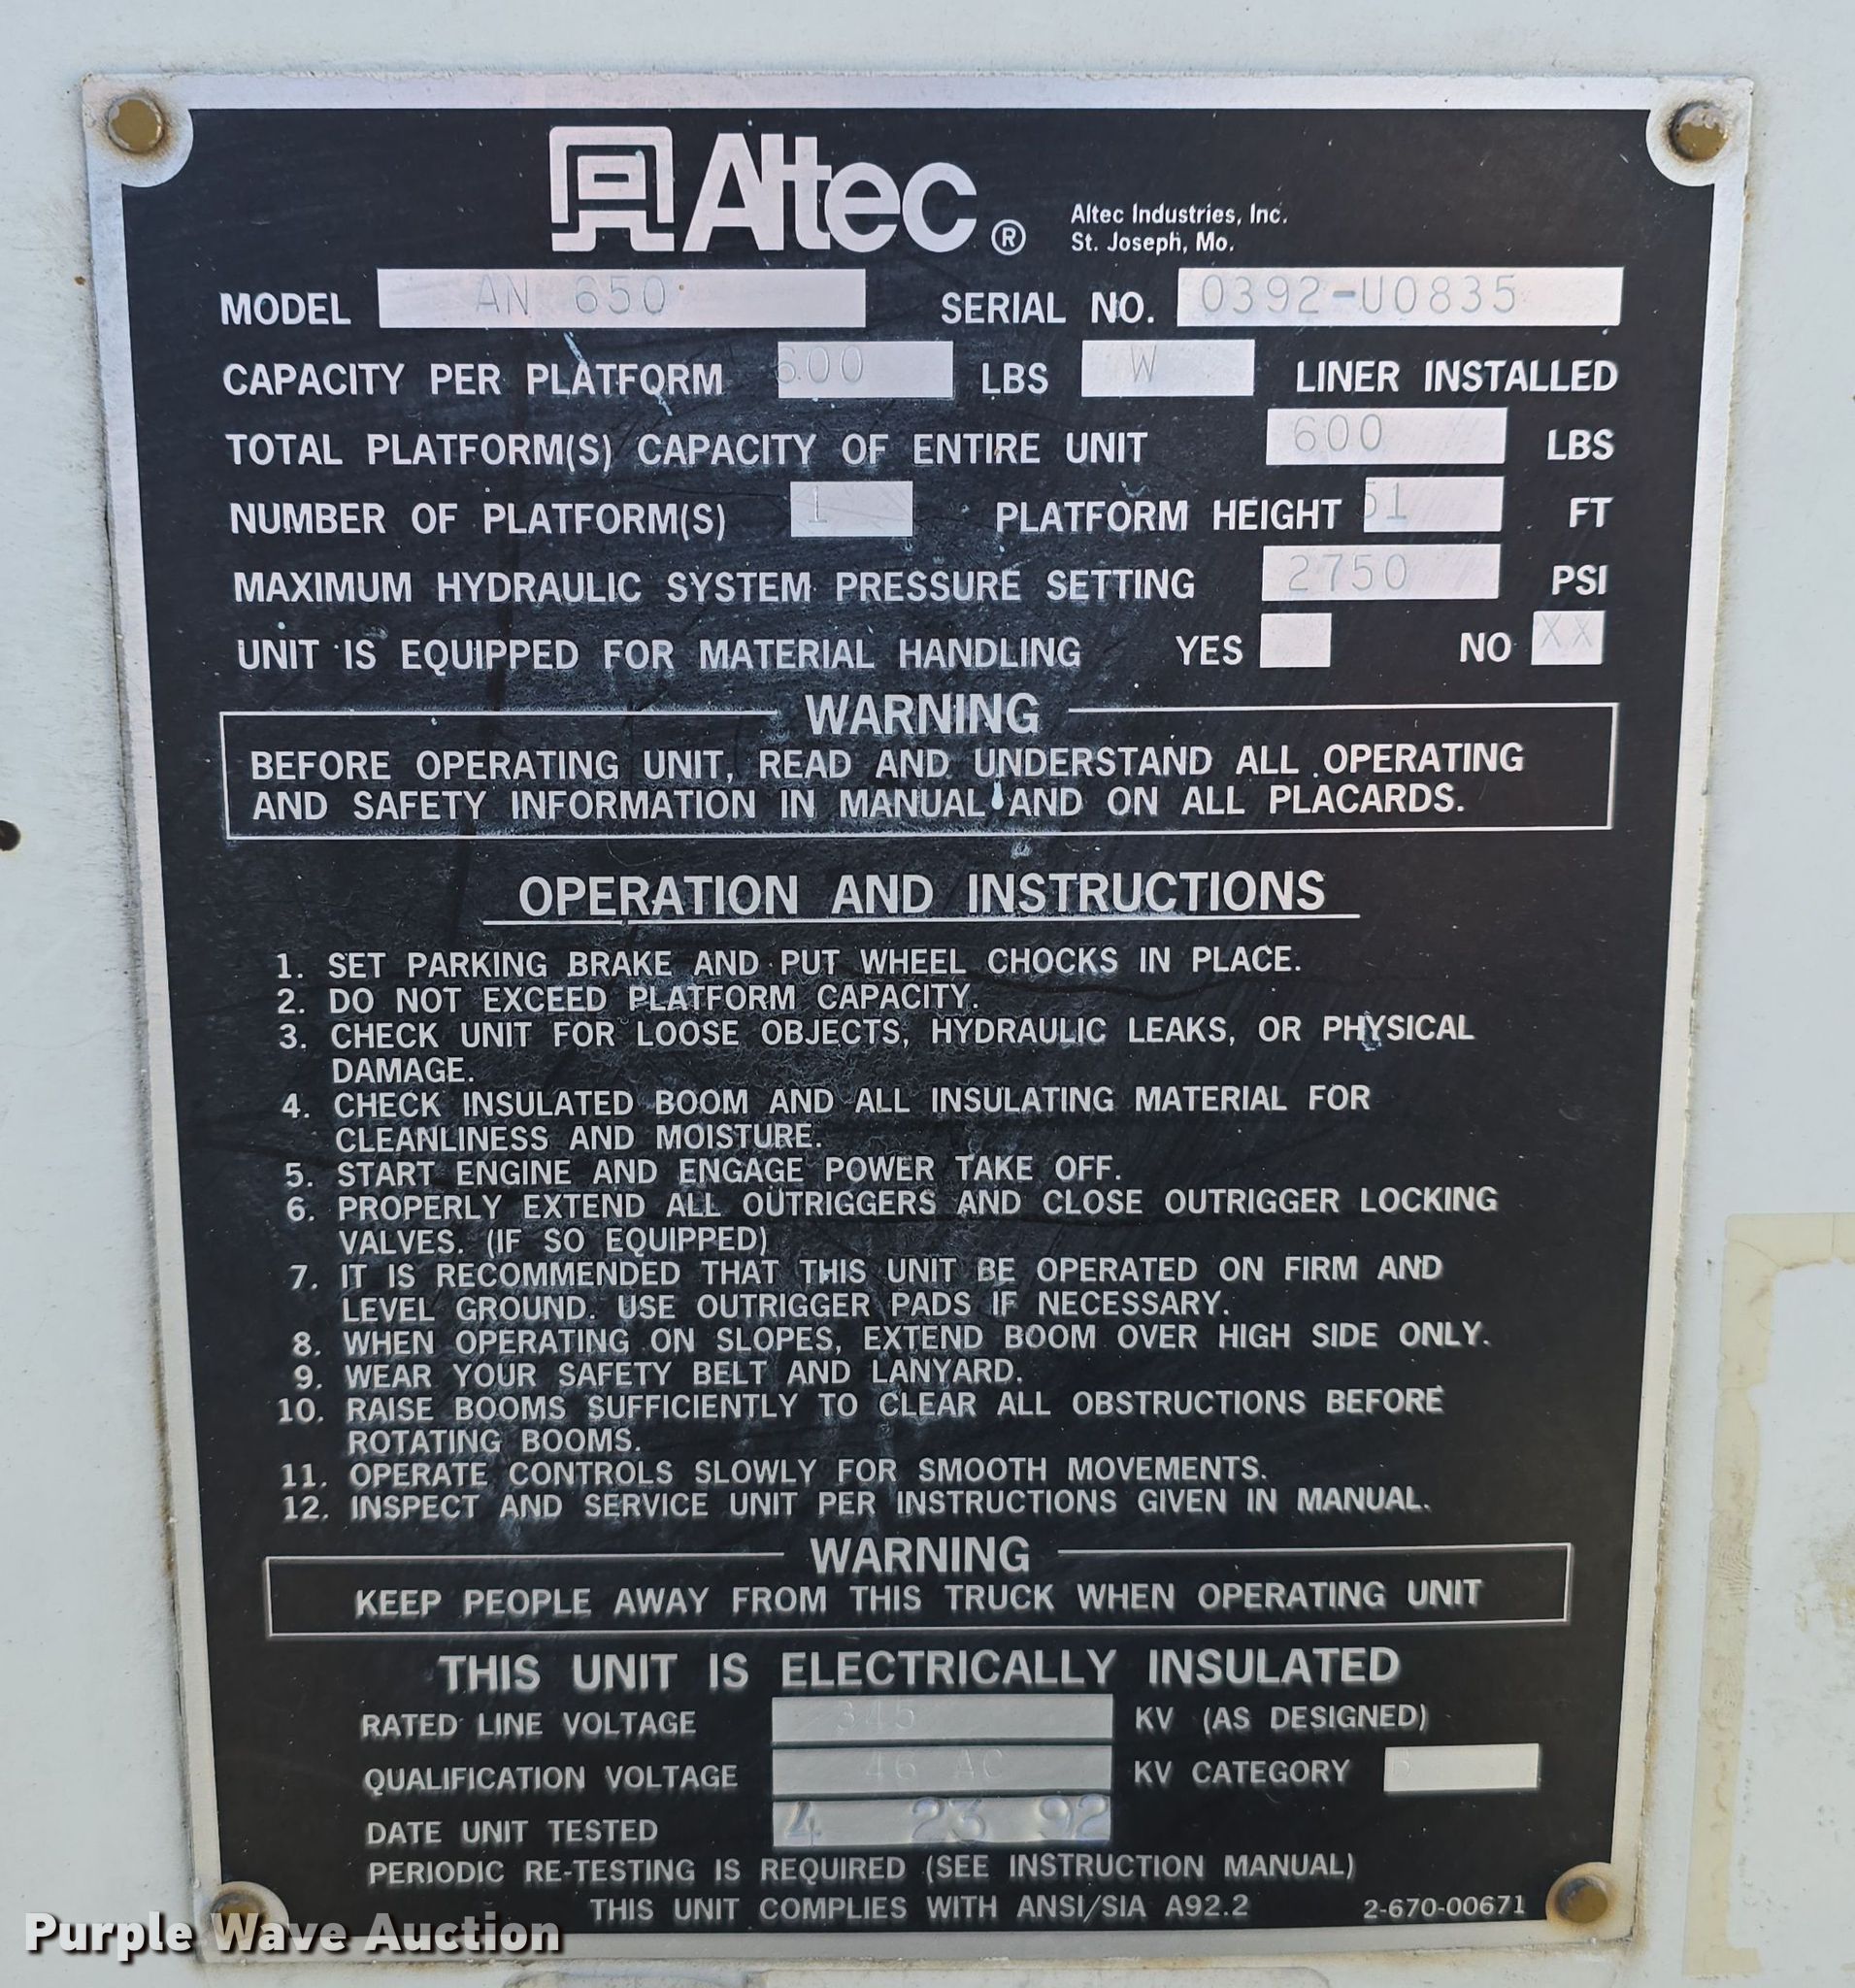 Altec®
Altec Industries, Inc.
St. Joseph, Mo.
MODEL AN 650 SERIAL NO. 0392-U0835
CAPACITY PER PLATFORM 600 LBS W LINER INSTALLED
TOTAL PLATFORM(S) CAPACITY OF ENTIRE UNIT 600 LBS
NUMBER OF PLATFORM(S) 1 PLATFORM HEIGHT 51 FT
MAXIMUM HYDRAULIC SYSTEM PRESSURE SETTING 2750 PSI
UNIT IS EQUIPPED FOR MATERIAL HANDLING YES NO XX
WARNING
BEFORE OPERATING UNIT, READ AND UNDERSTAND ALL OPERATING
AND SAFETY INFORMATION IN MANUAL AND ON ALL PLACARDS.
OPERATION AND INSTRUCTIONS
1. SET PARKING BRAKE AND PUT WHEEL CHOCKS IN PLACE.
2. DO NOT EXCEED PLATFORM CAPACITY.
3. CHECK UNIT FOR LOOSE OBJECTS, HYDRAULIC LEAKS, OR PHYSICAL
DAMAGE.
4. CHECK INSULATED BOOM AND ALL INSULATING MATERIAL FOR
CLEANLINESS AND MOISTURE.
5. START ENGINE AND ENGAGE POWER TAKE OFF.
6. PROPERLY EXTEND ALL OUTRIGGERS AND CLOSE OUTRIGGER LOCKING
VALVES. (IF SO EQUIPPED)
7. IT IS RECOMMENDED THAT THIS UNIT BE OPERATED ON FIRM AND
LEVEL GROUND. USE OUTRIGGER PADS IF NECESSARY.
8. WHEN OPERATING ON SLOPES, EXTEND BOOM OVER HIGH SIDE ONLY.
9. WEAR YOUR SAFETY BELT AND LANYARD.
10. RAISE BOOMS SUFFICIENTLY TO CLEAR ALL OBSTRUCTIONS BEFORE
ROTATING BOOMS.
11. OPERATE CONTROLS SLOWLY FOR SMOOTH MOVEMENTS.
12. INSPECT AND SERVICE UNIT PER INSTRUCTIONS GIVEN IN MANUAL.
WARNING
KEEP PEOPLE AWAY FROM THIS TRUCK WHEN OPERATING UNIT
THIS UNIT IS ELECTRICALLY INSULATED
RATED LINE VOLTAGE KV (AS DESIGNED)
QUALIFICATION VOLTAGE 46 AC KV CATEGORY
DATE UNIT TESTED 4 23 92
PERIODIC RE-TESTING IS REQUIRED (SEE INSTRUCTION MANUAL)
THIS UNIT COMPLIES WITH ANSI/SIA A92.2 2-670-00671
Purple Wave Auction